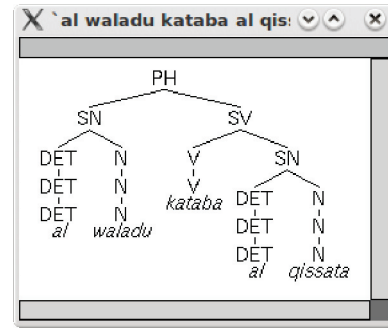 `al waladu kataba al qis
PH
SN SV
DET N V SN
DET N V DET N
DET N kataba DET N
al waladu DET N
al qissata